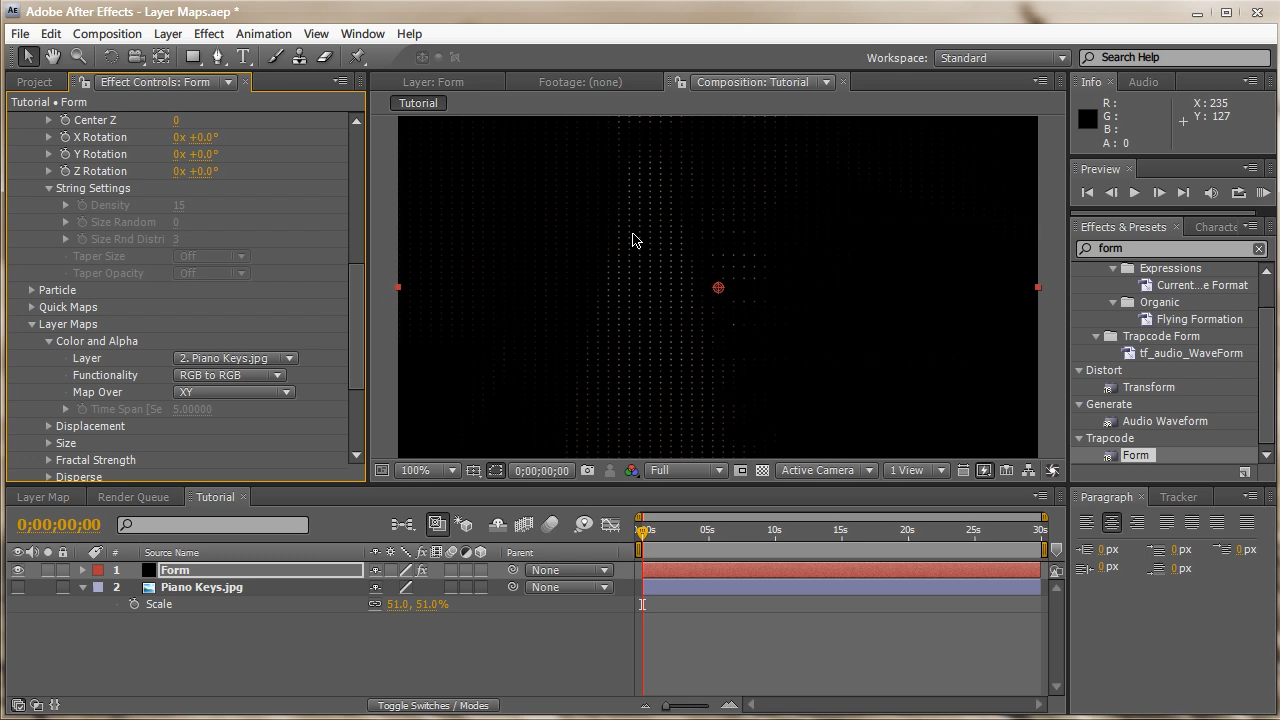 Adobe After Effects - Layer Maps.aep *
File Edit Composition Layer Effect Animation View Window Help
Workspace: Standard Search Help
Project Effect Controls: Form
Tutorial • Form
Center Z 0
X Rotation 0x +0.0°
Y Rotation 0x +0.0°
Z Rotation 0x +0.0°
String Settings
Density 15
Size Random 0
Size Rnd Distri 3
Taper Size Off
Taper Opacity Off
Particle
Quick Maps
Layer Maps
Color and Alpha
Layer 2. Piano Keys.jpg
Functionality RGB to RGB
Map Over XY
Time Span [Se 5.00000
Displacement
Size
Fractal Strength
Disperse
Layer: Form Footage: (none) Composition: Tutorial
Tutorial
100% 0;00;00;00 Full Active Camera 1 View
Info Audio
R: X: 235
G: Y: 127
B:
A: 0
Preview
Effects & Presets Characte
form
Expressions
Current...e Format
Organic
Flying Formation
Trapcode Form
tf_audio_WaveForm
Distort
Transform
Generate
Audio Waveform
Trapcode
Form
Layer Map Render Queue Tutorial
0;00;00;00
0s 05s 10s 15s 20s 25s 30s
# Source Name fx Parent
1 Form fx None
2 Piano Keys.jpg None
Scale 51.0, 51.0%
Toggle Switches / Modes
Paragraph Tracker
0 px 0 px 0 px
0 px 0 px